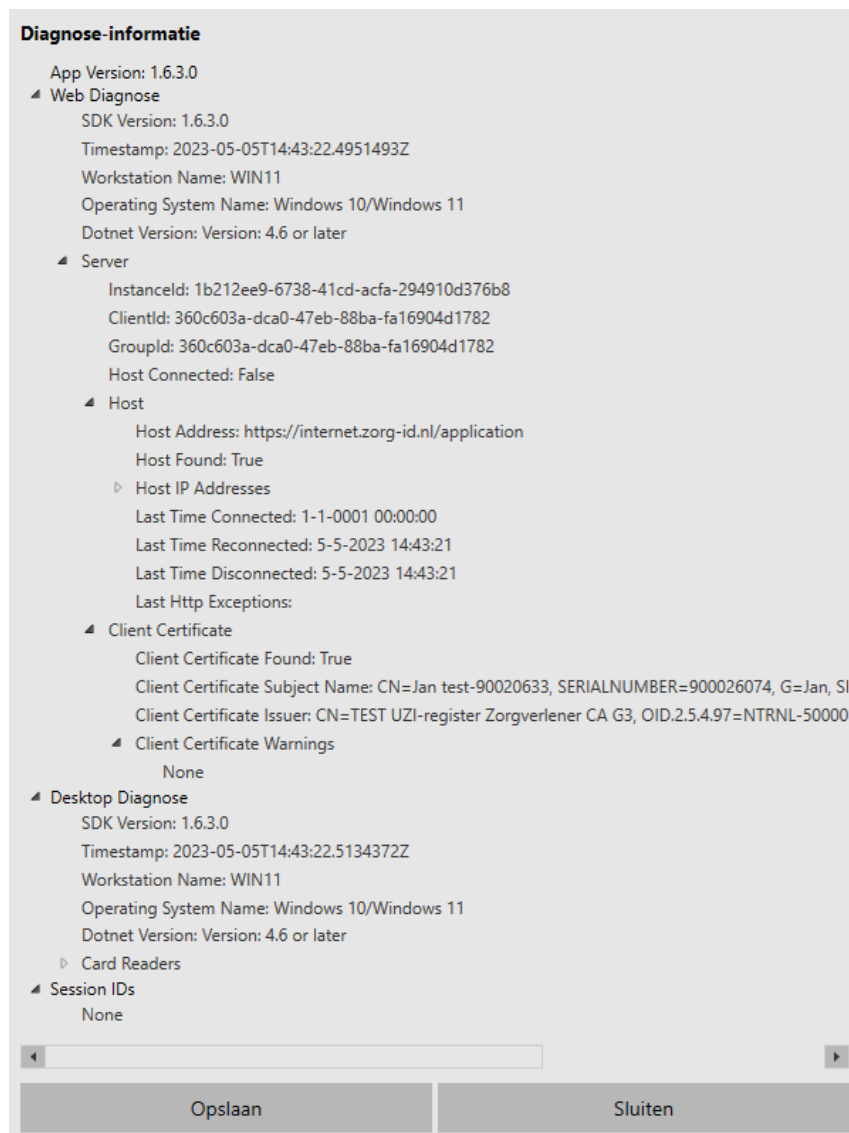 Diagnose-informatie
App Version: 1.6.3.0
Web Diagnose
SDK Version: 1.6.3.0
Timestamp: 2023-05-05T14:43:22.4951493Z
Workstation Name: WIN11
Operating System Name: Windows 10/Windows 11
Dotnet Version: Version: 4.6 or later
Server
InstanceId: 1b212ee9-6738-41cd-acfa-294910d376b8
ClientId: 360c603a-dca0-47eb-88ba-fa16904d1782
GroupId: 360c603a-dca0-47eb-88ba-fa16904d1782
Host Connected: False
Host
Host Address: https://internet.zorg-id.nl/application
Host Found: True
Host IP Addresses
Last Time Connected: 1-1-0001 00:00:00
Last Time Reconnected: 5-5-2023 14:43:21
Last Time Disconnected: 5-5-2023 14:43:21
Last Http Exceptions:
Client Certificate
Client Certificate Found: True
Client Certificate Subject Name: CN=Jan test-90020633, SERIALNUMBER=900026074, G=Jan, S
Client Certificate Issuer: CN=TEST UZI-register Zorgverlener CA G3, OID.2.5.4.97=NTRNL-50000
Client Certificate Warnings
None
Desktop Diagnose
SDK Version: 1.6.3.0
Timestamp: 2023-05-05T14:43:22.5134372Z
Workstation Name: WIN11
Operating System Name: Windows 10/Windows 11
Dotnet Version: Version: 4.6 or later
Card Readers
Session IDs
None
Opslaan
Sluiten